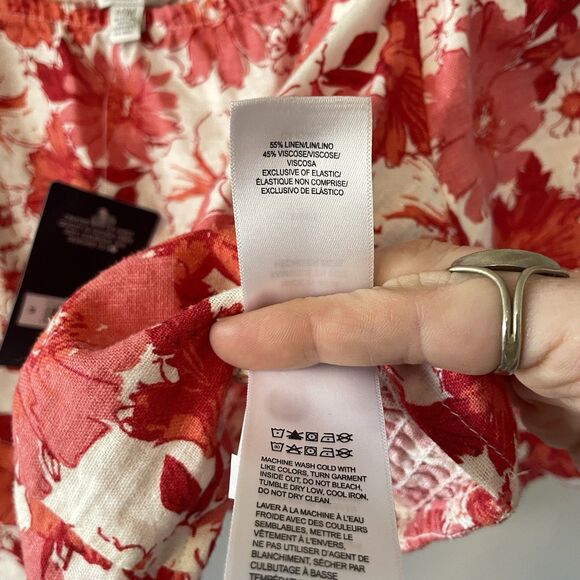 55% LINEN/LIN/LINO
45% VISCOSE/VISCOSE/
VISCOSA
EXCLUSIVE OF ELASTIC/
ÉLASTIQUE NON COMPRISE/
EXCLUSIVO DE ELÁSTICO
MACHINE WASH COLD WITH
LIKE COLORS, TURN GARMENT
INSIDE OUT, DO NOT BLEACH,
TUMBLE DRY LOW, COOL IRON,
DO NOT DRY CLEAN.
LAVER À LA MACHINE À L'EAU
FROIDE AVEC DES COULEURS
SEMBLABLES, METTRE LE
VÊTEMENT À L'ENVERS,
NE PAS UTILISER D'AGENT DE
BLANCHIMENT, SÉCHER PAR
CULBUTAGE À BASSE